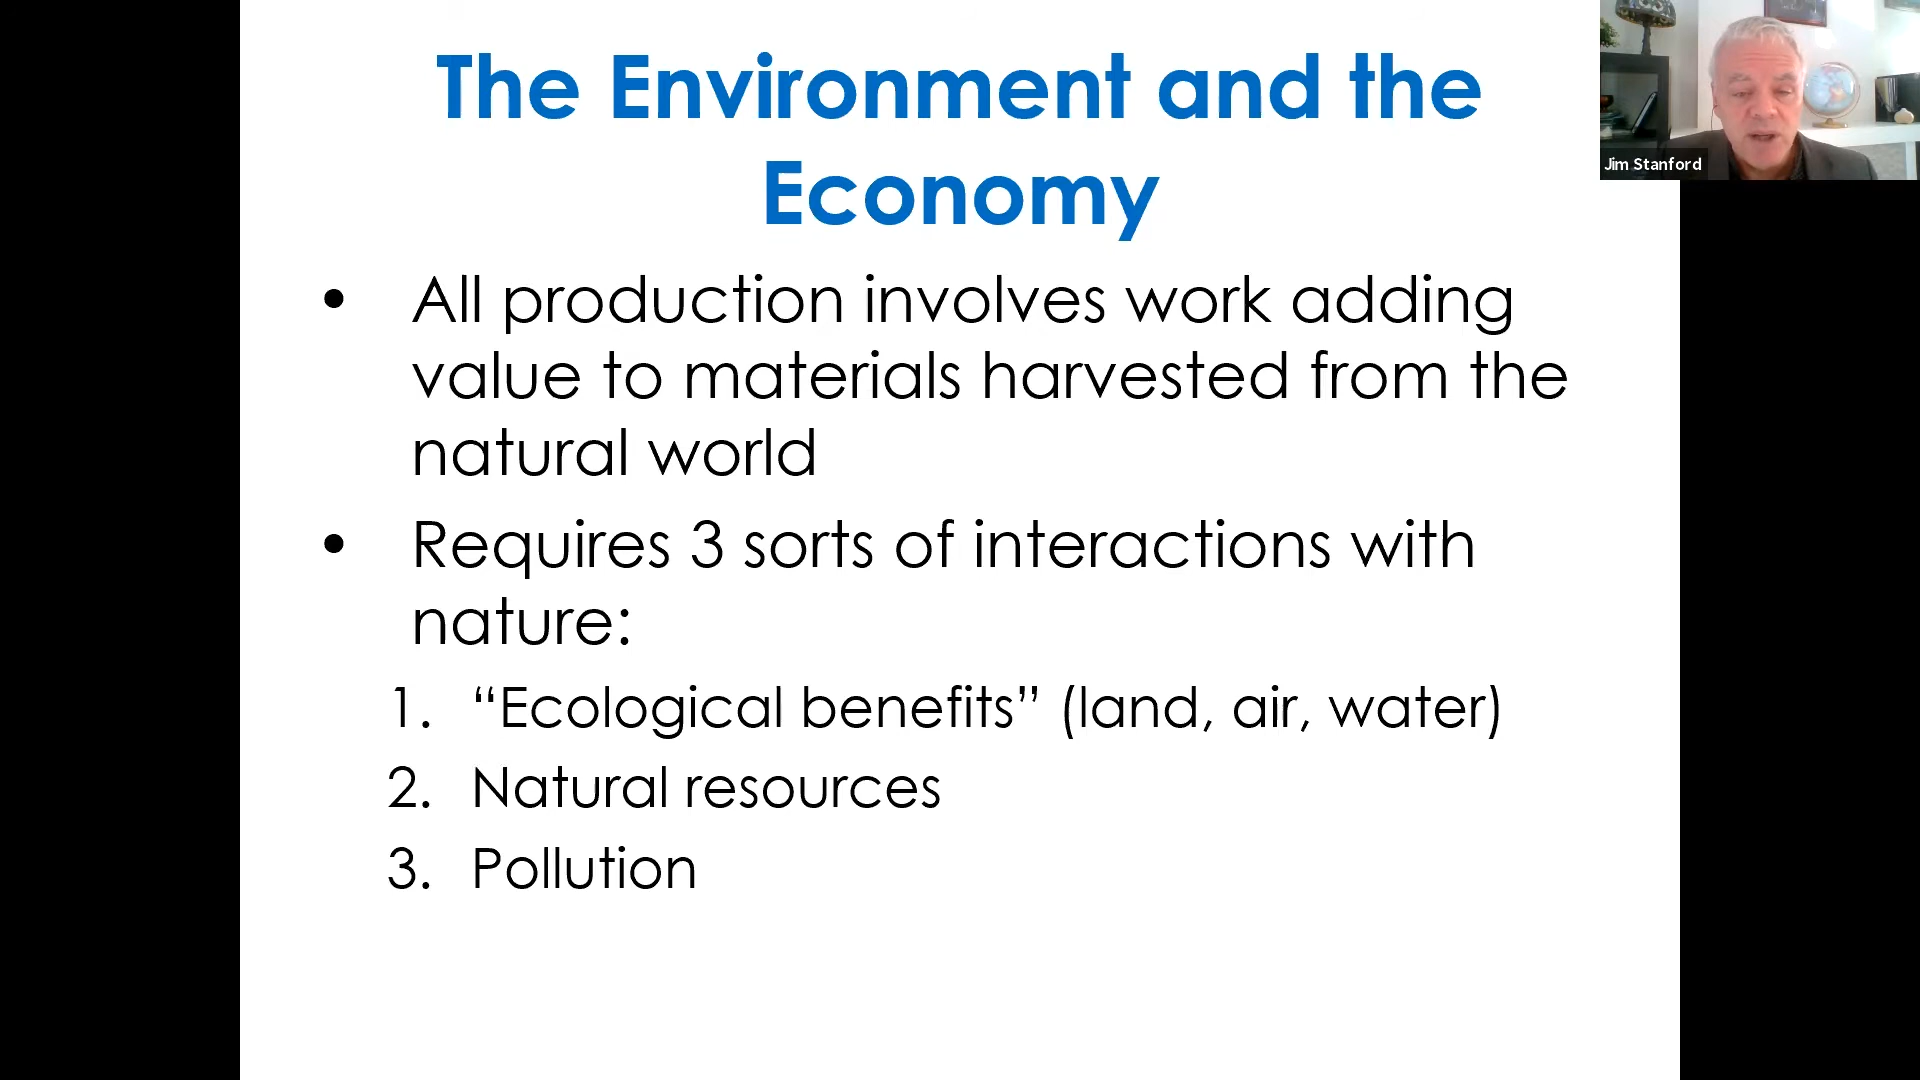 The Environment and the
Economy
• All production involves work adding
value to materials harvested from the
natural world
• Requires 3 sorts of interactions with
nature:
1. “Ecological benefits” (land, air, water)
2. Natural resources
3. Pollution
Jim Stanford